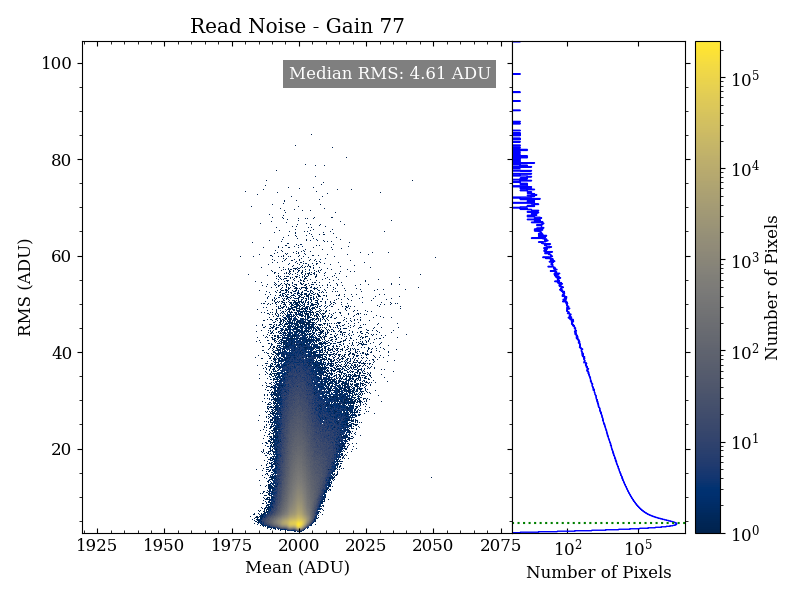 Read Noise - Gain 77
Median RMS: 4.61 ADU
RMS (ADU)
100
80
60
40
20
1925 1950 1975 2000 2025 2050 2075
Mean (ADU)
10^2 10^5
Number of Pixels
10^5
10^4
10^3
10^2
10^1
10^0
Number of Pixels